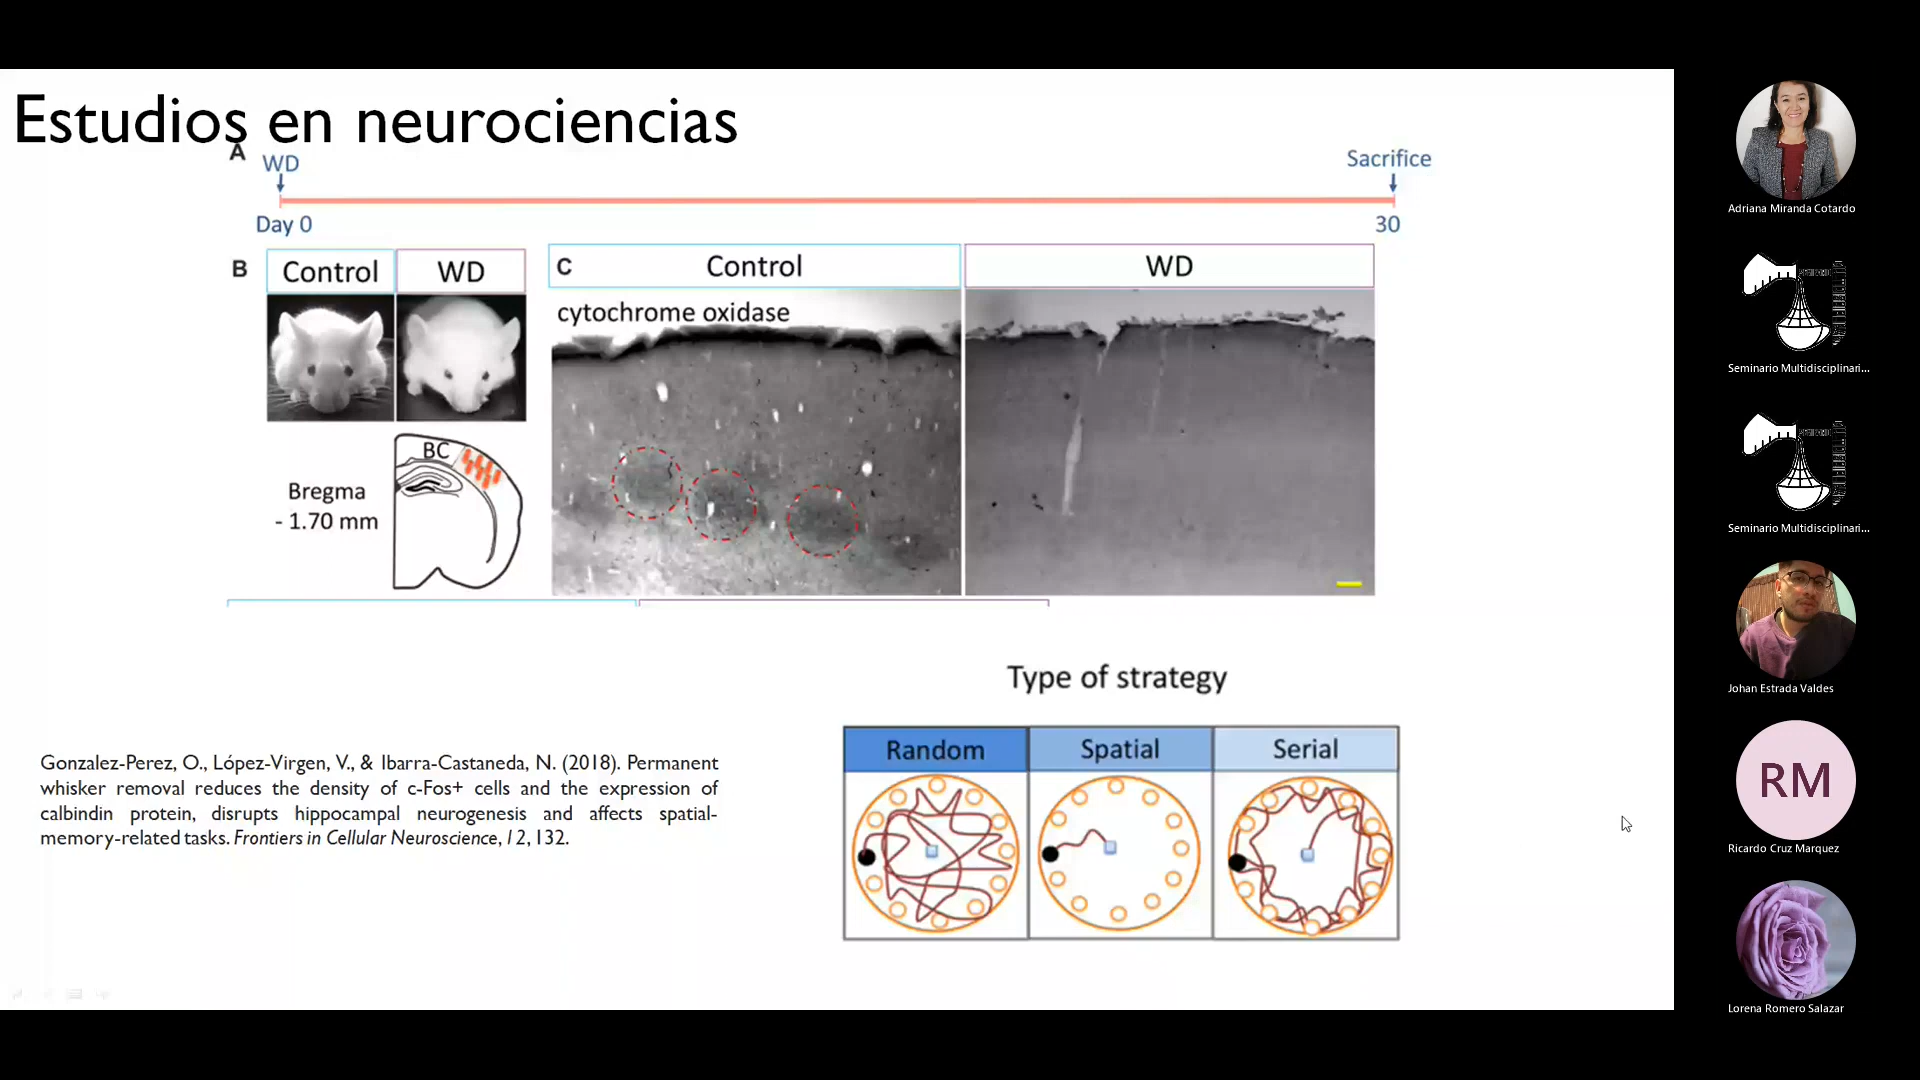 Estudios en neurociencias
A
WD
Sacrifice
Day 0
30
B
Control
WD
C
Control
WD
cytochrome oxidase
BC
Bregma
- 1.70 mm
Type of strategy
Random
Spatial
Serial
Gonzalez-Perez, O., López-Virgen, V., & Ibarra-Castaneda, N. (2018). Permanent
whisker removal reduces the density of c-Fos+ cells and the expression of
calbindin protein, disrupts hippocampal neurogenesis and affects spatial-
memory-related tasks. Frontiers in Cellular Neuroscience, 12, 132.
Adriana Miranda Cotardo
Seminario Multidisciplinari...
Seminario Multidisciplinari...
Johan Estrada Valdes
RM
Ricardo Cruz Marquez
Lorena Romero Salazar